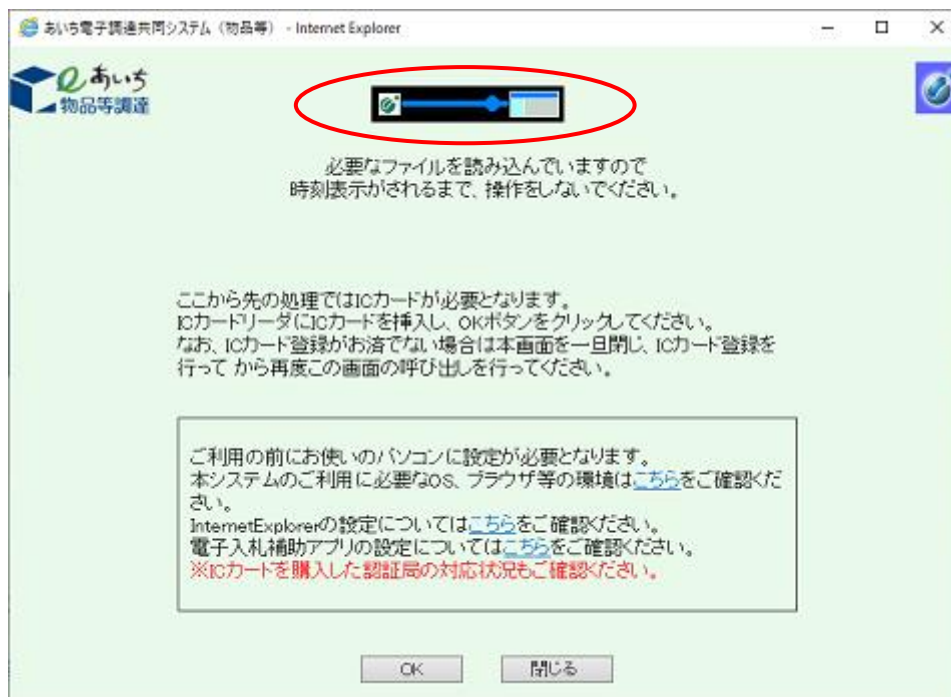 あいち電子調達共同システム（物品等） - Internet Explorer
eあいち
物品等調達
必要なファイルを読み込んでいますので
時刻表示がされるまで、操作をしないでください。
ここから先の処理ではICカードが必要となります。
ICカードリーダにICカードを挿入し、OKボタンをクリックしてください。
なお、ICカード登録がお済でない場合は本画面を一旦閉じ、ICカード登録を
行って から再度この画面の呼び出しを行ってください。
ご利用の前にお使いのパソコンに設定が必要となります。
本システムのご利用に必要なOS、ブラウザ等の環境はこちらをご確認くだ
さい。
InternetExplorerの設定についてはこちらをご確認ください。
電子入札補助アプリの設定についてはこちらをご確認ください。
※ICカードを購入した認証局の対応状況もご確認ください。
OK
閉じる